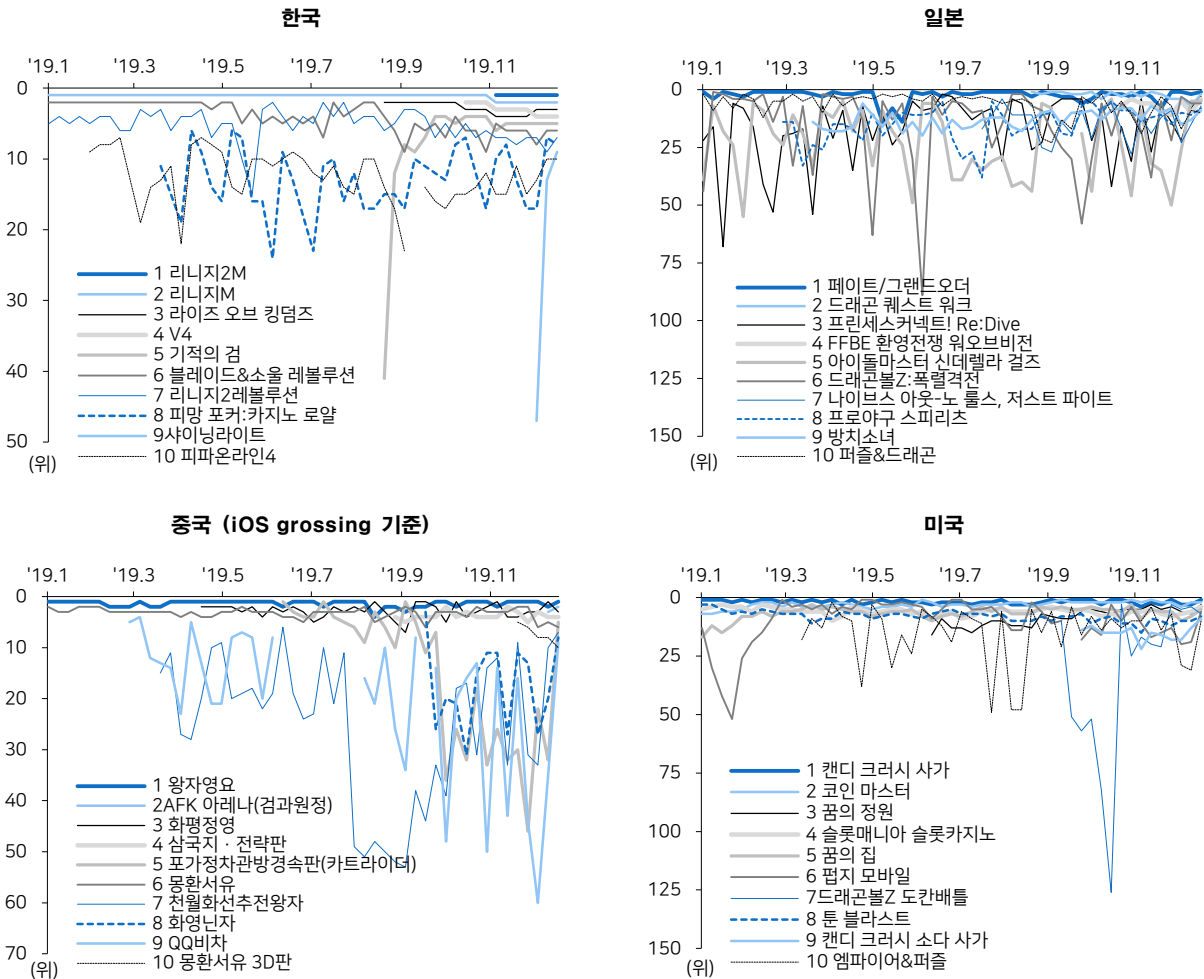 한국
'19.1 '19.3 '19.5 '19.7 '19.9 '19.11
0
10
20
30
40
50
(위)
1 리니지2M
2 리니지M
3 라이즈 오브 킹덤즈
4 V4
5 기적의 검
6 블레이드&소울 레볼루션
7 리니지2레볼루션
8 피망 포커:카지노 로얄
9샤이닝라이트
10 피파온라인4
일본
'19.1 '19.3 '19.5 '19.7 '19.9 '19.11
0
25
50
75
100
125
150
(위)
1 페이트/그랜드오더
2 드래곤 퀘스트 워크
3 프린세스커넥트! Re:Dive
4 FFBE 환영전쟁 워오브비전
5 아이돌마스터 신데렐라 걸즈
6 드래곤볼Z:폭렬격전
7 나이브스 아웃-노 룰스, 저스트 파이트
8 프로야구 스피리츠
9 방치소녀
10 퍼즐&드래곤
중국 (iOS grossing 기준)
'19.1 '19.3 '19.5 '19.7 '19.9 '19.11
0
10
20
30
40
50
60
70
(위)
1 왕자영요
2AFK 아레나(검과원정)
3 화평정영
4 삼국지 · 전략판
5 포가정차관방경속판(카트라이더)
6 몽환서유
7 천월화선추전왕자
8 화영닌자
9 QQ비차
10 몽환서유 3D판
미국
'19.1 '19.3 '19.5 '19.7 '19.9 '19.11
0
25
50
75
100
125
150
(위)
1 캔디 크러시 사가
2 코인 마스터
3 꿈의 정원
4 슬롯매니아 슬롯카지노
5 꿈의 집
6 펍지 모바일
7드래곤볼Z 도칸배틀
8 툰 블라스트
9 캔디 크러시 소다 사가
10 엠파이어&퍼즐